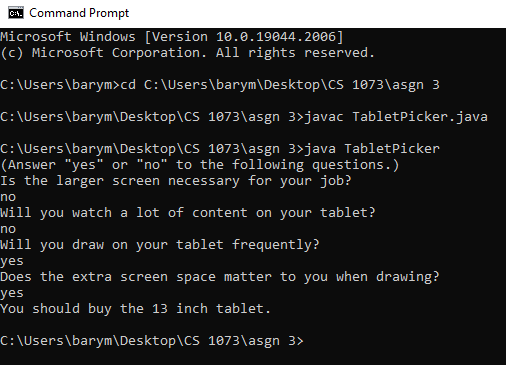 Command Prompt
Microsoft Windows [Version 10.0.19044.2006]
(c) Microsoft Corporation. All rights reserved.
C:\Users\barym>cd C:\Users\barym\Desktop\CS 1073\asgn 3
C:\Users\barym\Desktop\CS 1073\asgn 3>javac TabletPicker.java
C:\Users\barym\Desktop\CS 1073\asgn 3>java TabletPicker
(Answer "yes" or "no" to the following questions.)
Is the larger screen necessary for your job?
no
Will you watch a lot of content on your tablet?
no
Will you draw on your tablet frequently?
yes
Does the extra screen space matter to you when drawing?
yes
You should buy the 13 inch tablet.
C:\Users\barym\Desktop\CS 1073\asgn 3>